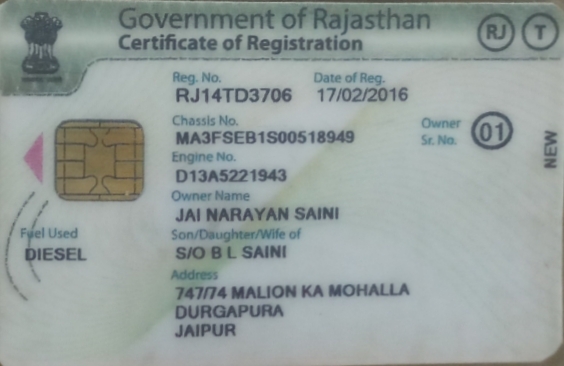 Government of Rajasthan
Certificate of Registration
RJ T
Reg. No. Date of Reg.
RJ14TD3706 17/02/2016
Chassis No.
MA3FSEB1S00518949
Owner
Sr. No. 01
NEW
Engine No.
D13A5221943
Owner Name
JAI NARAYAN SAINI
Fuel Used
DIESEL
Son/Daughter/Wife of
S/O B L SAINI
Address
747/74 MALION KA MOHALLA
DURGAPURA
JAIPUR